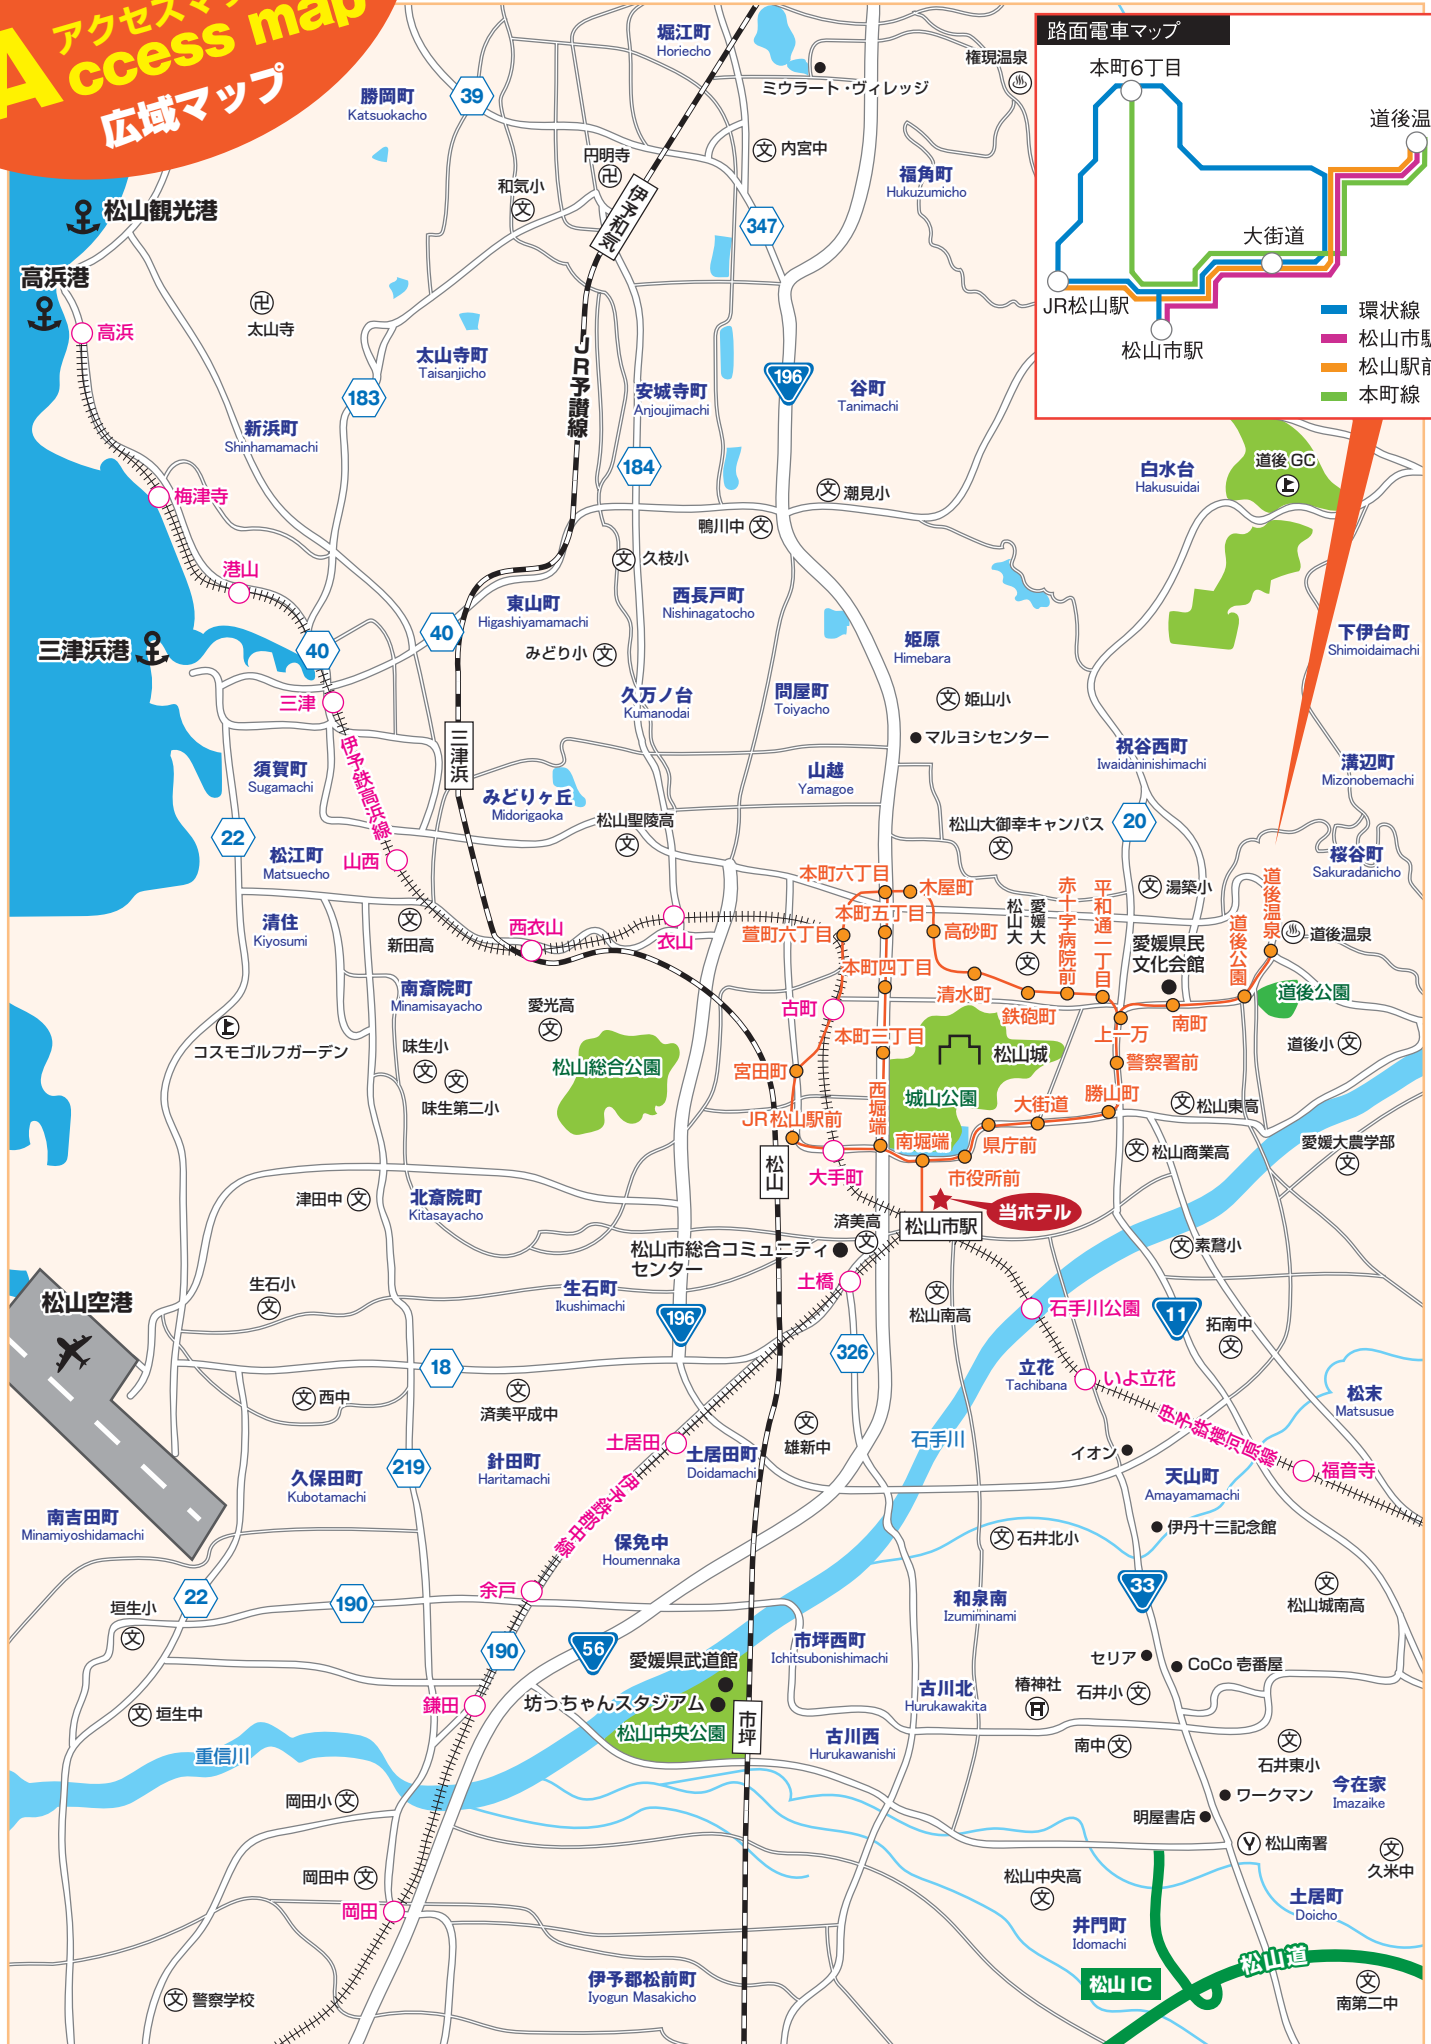 アクセスマップ
Access map
広域マップ
路面電車マップ
本町6丁目
道後温
大街道
JR松山駅
松山市駅
環状線
松山市駅
松山駅前
本町線
堀江町
Horiecho
ミウラート・ヴィレッジ
権現温泉
勝岡町
Katsuokacho
39
円明寺
内宮中
和気小
伊予和気
福角町
Hukuzumicho
347
松山観光港
高浜港
高浜
太山寺
太山寺町
Taisanjicho
JR予讃線
196
安城寺町
Anjoujimachi
谷町
Tanimachi
183
新浜町
Shinhamamachi
184
白水台
Hakusuidai
道後GC
梅津寺
潮見小
鴨川中
久枝小
港山
東山町
Higashiyamamachi
西長戸町
Nishinagatocho
40
40
三津浜港
みどり小
姫原
Himebara
下伊台町
Shimoidaimachi
三津
久万ノ台
Kumanodai
問屋町
Toiyacho
姫山小
マルヨシセンター
伊予鉄高浜線
三津浜
須賀町
Sugamachi
山越
Yamagoe
祝谷西町
Iwaidaninishimachi
溝辺町
Mizonobemachi
みどりヶ丘
Midorigaoka
22
松山聖陵高
松山大御幸キャンパス
20
松江町
Matsuecho
山西
桜谷町
Sakuradanicho
本町六丁目
木屋町
湯築小
清住
Kiyosumi
新田高
西衣山
衣山
萱町六丁目
本町五丁目
高砂町
松山大
愛媛大
赤十字病院前
平和通一丁目
愛媛県民
文化会館
道後公園
道後温泉
道後温泉
本町四丁目
清水町
鉄砲町
南斎院町
Minamisayacho
愛光高
古町
上一万
南町
道後公園
コスモゴルフガーデン
味生小
味生第二小
松山総合公園
本町三丁目
松山城
警察署前
道後小
宮田町
西堀端
城山公園
大街道
勝山町
松山東高
JR松山駅前
南堀端
県庁前
松山商業高
愛媛大農学部
松山
大手町
市役所前
津田中
北斎院町
Kitasayacho
済美高
松山市駅
当ホテル
松山市総合コミュニティ
センター
素鵞小
松山空港
生石小
生石町
Ikushimachi
土橋
松山南高
石手川公園
196
11
拓南中
18
326
立花
Tachibana
いよ立花
西中
済美平成中
松末
Matsusue
土居田
土居田町
Doidamachi
雄新中
石手川
イオン
伊予鉄横河原線
219
久保田町
Kubotamachi
針田町
Haritamachi
天山町
Amayamamachi
福音寺
南吉田町
Minamiyoshidamachi
伊予鉄郡中線
保免中
Houmennaka
伊丹十三記念館
石井北小
余戸
22
190
垣生小
和泉南
Izumiminami
33
松山城南高
190
56
愛媛県武道館
市坪西町
Ichitsubonishimachi
セリア
CoCo壱番屋
坊っちゃんスタジアム
鎌田
古川北
Hurukawakita
椿神社
石井小
垣生中
松山中央公園
市坪
古川西
Hurukawanishi
南中
石井東小
重信川
岡田小
今在家
Imazaike
ワークマン
明屋書店
松山南署
久米中
岡田中
松山中央高
土居町
Doicho
岡田
井門町
Idomachi
松山道
松山IC
伊予郡松前町
Iyogun Masakicho
警察学校
南第二中